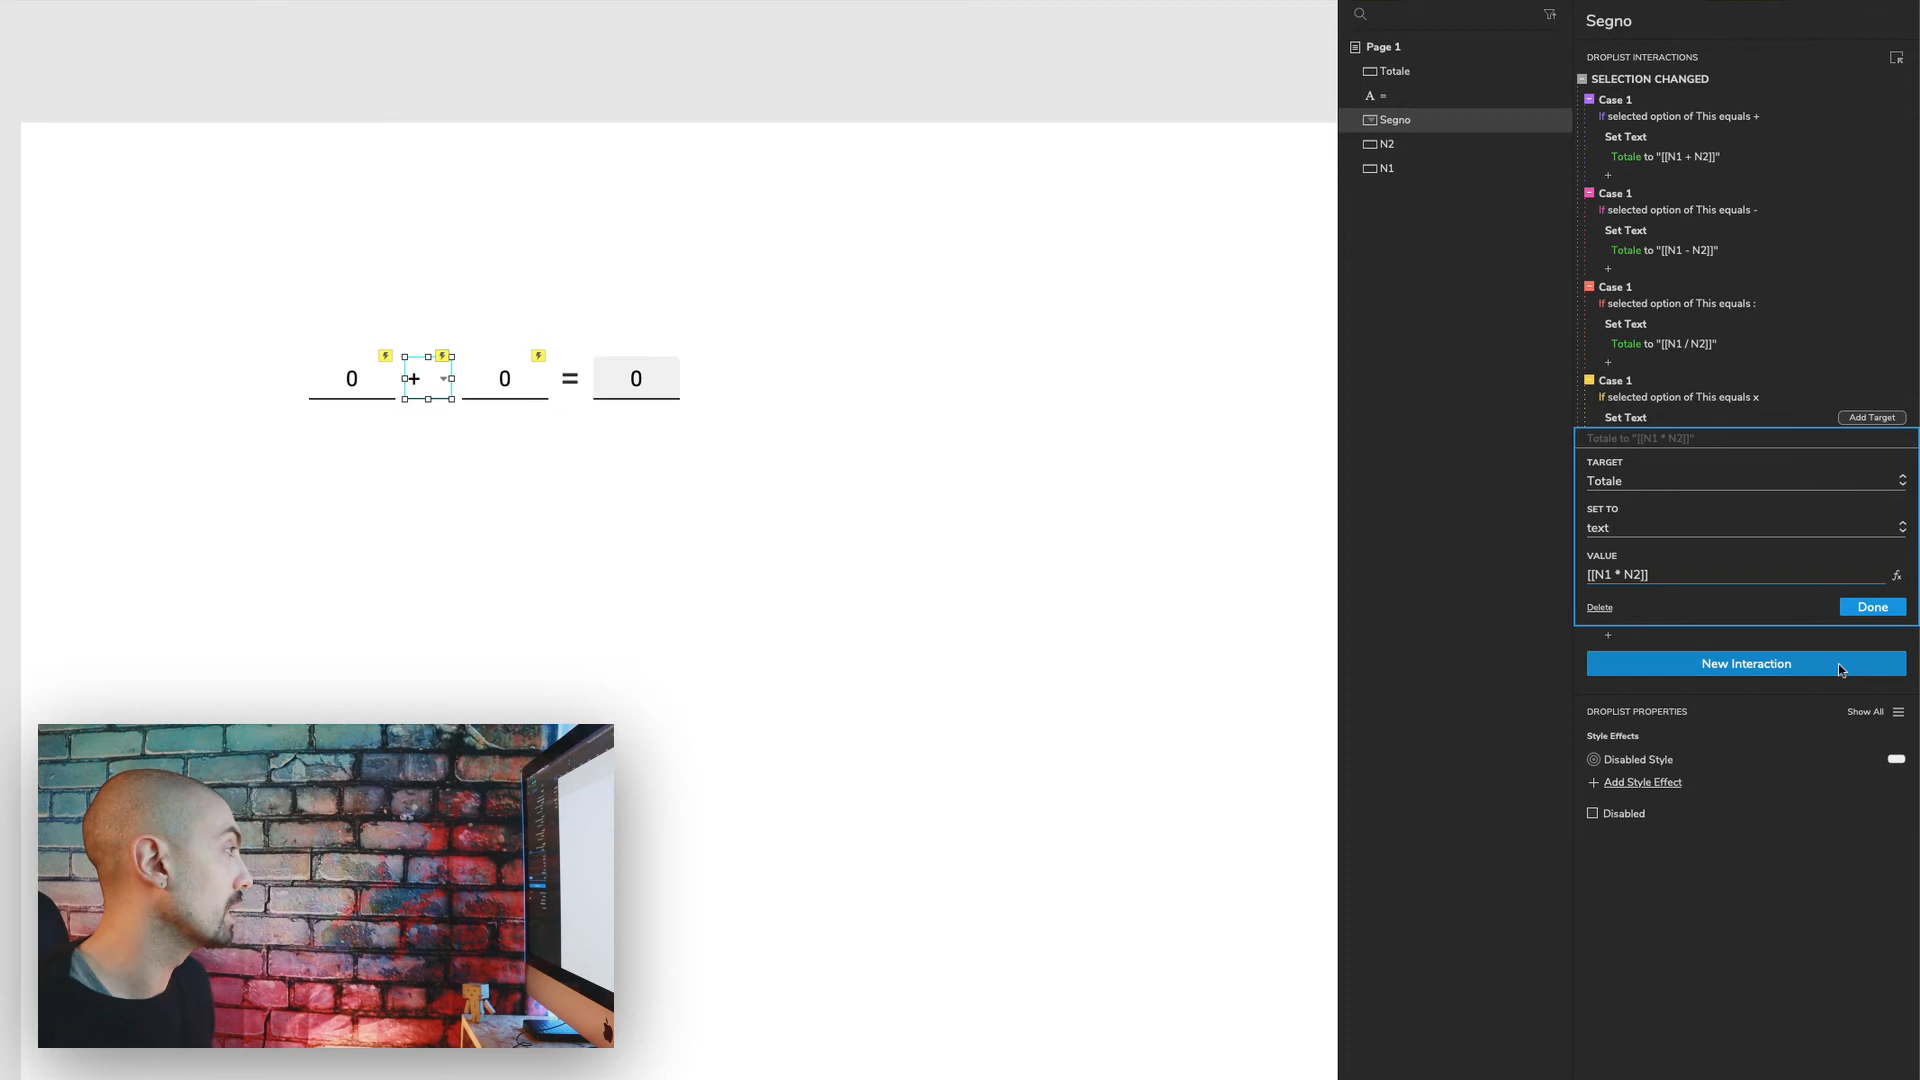 Page 1
Totale
A =
Segno
N2
N1
0
+
0
=
0
Segno
DROPLIST INTERACTIONS
SELECTION CHANGED
Case 1
If selected option of This equals +
Set Text
Totale to "[[N1 + N2]]"
+
Case 1
If selected option of This equals -
Set Text
Totale to "[[N1 - N2]]"
+
Case 1
If selected option of This equals :
Set Text
Totale to "[[N1 / N2]]"
+
Case 1
If selected option of This equals x
Set Text Add Target
Totale to "[[N1 * N2]]"
TARGET
Totale
SET TO
text
VALUE
[[N1 * N2]] fx
Delete Done
+
New Interaction
DROPLIST PROPERTIES Show All
Style Effects
Disabled Style
+ Add Style Effect
Disabled